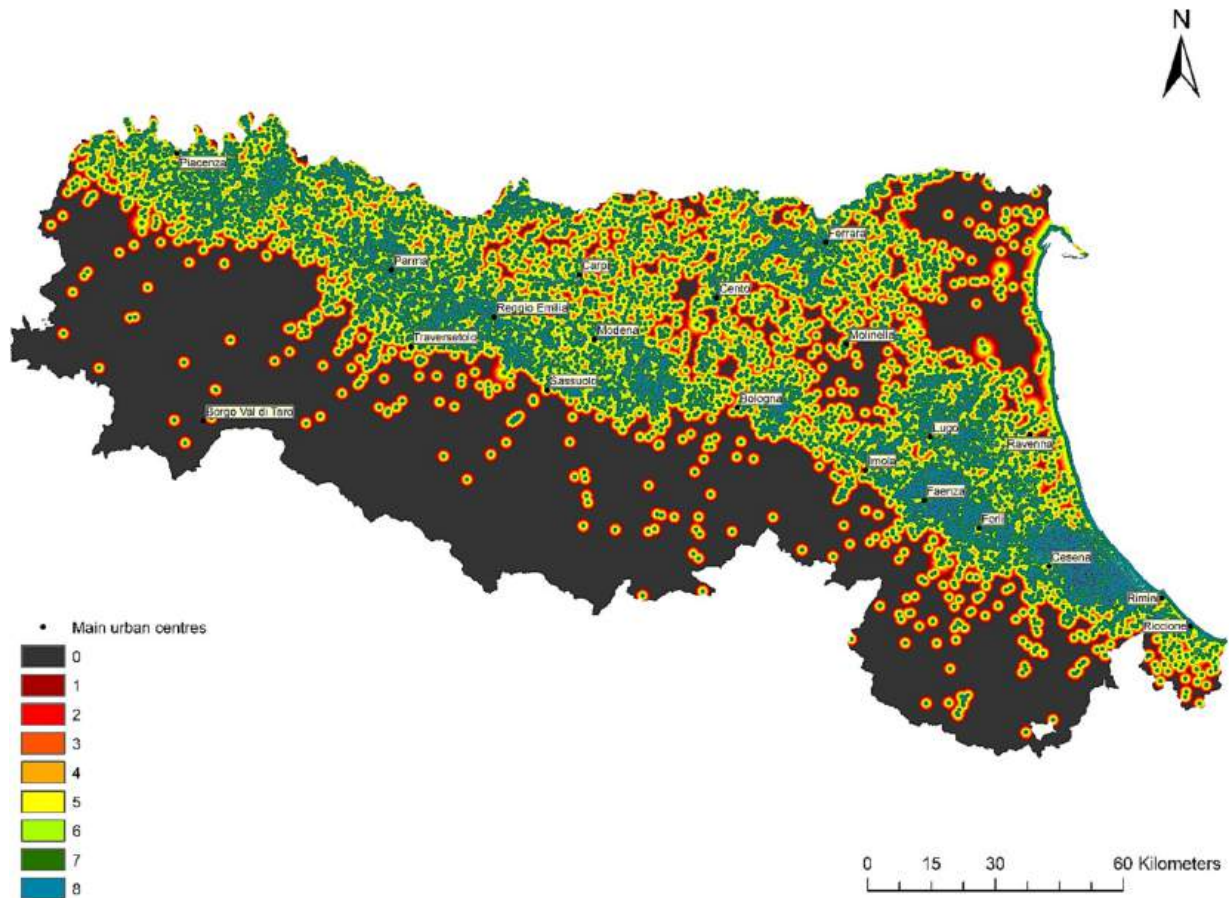 N
Piacenza
Ferrara
Parma
Carpi
Cento
Reggio Emilia
Modena
Molinella
Traversetolo
Sassuolo
Bologna
Borgo Val di Taro
Lugo
Ravenna
Imola
Faenza
Forlì
Cesena
Rimini
Riccione
Main urban centres
0
1
2
3
4
5
6
7
8
0 15 30 60 Kilometers